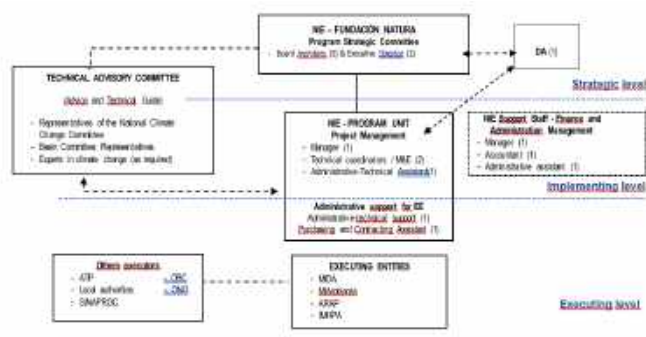 NIE – FUNDACIÓN NATURA
Program Strategic Committee
- Board (3) & Executive (1)
DA (1)
TECHNICAL ADVISORY COMMITTEE
Advice and Technical
- Representatives of the National Climate
Change Committee
- Basin Committee Representatives
- Experts in climate change (as required)
Strategic level
NIE – PROGRAM UNIT
Project Management
- Manager (1)
- Technical coordinators / M&E (2)
- Administrative-Technical Assistant(1)
NIE Support Staff - Finance and
Administration Management
- Manager (1)
- Accountant (1)
- Administrative assistant (1)
Implementing level
Administrative support for EE
Administrative-technical support (1)
Purchasing and Contracting Assistant (1)
Others executors
- ATP
- CBC
- Local authorities
- ONG
- SINAPROC
EXECUTING ENTITIES
- MIDA
- MiAmbiente
- ARAP
- IMHPA
Executing level